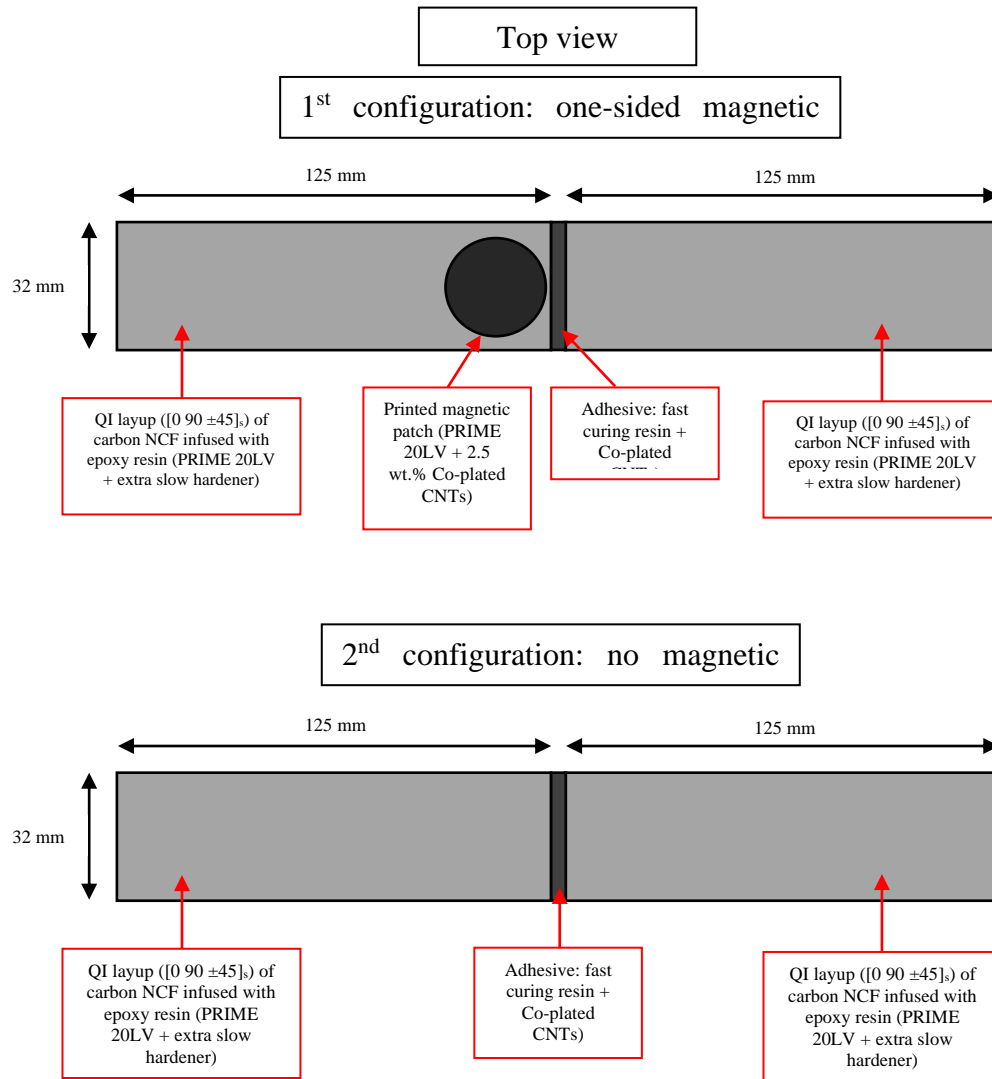 Top view
1st configuration: one-sided magnetic
125 mm
125 mm
32 mm
QI layup ([0 90 ±45]s) of
carbon NCF infused with
epoxy resin (PRIME 20LV
+ extra slow hardener)
Printed magnetic
patch (PRIME
20LV + 2.5
wt.% Co-plated
CNTs)
Adhesive: fast
curing resin +
Co-plated
QI layup ([0 90 ±45]s) of
carbon NCF infused with
epoxy resin (PRIME 20LV
+ extra slow hardener)
2nd configuration: no magnetic
125 mm
125 mm
32 mm
QI layup ([0 90 ±45]s) of
carbon NCF infused with
epoxy resin (PRIME
20LV + extra slow
hardener)
Adhesive: fast
curing resin +
Co-plated
CNTs)
QI layup ([0 90 ±45]s) of
carbon NCF infused with
epoxy resin (PRIME
20LV + extra slow
hardener)